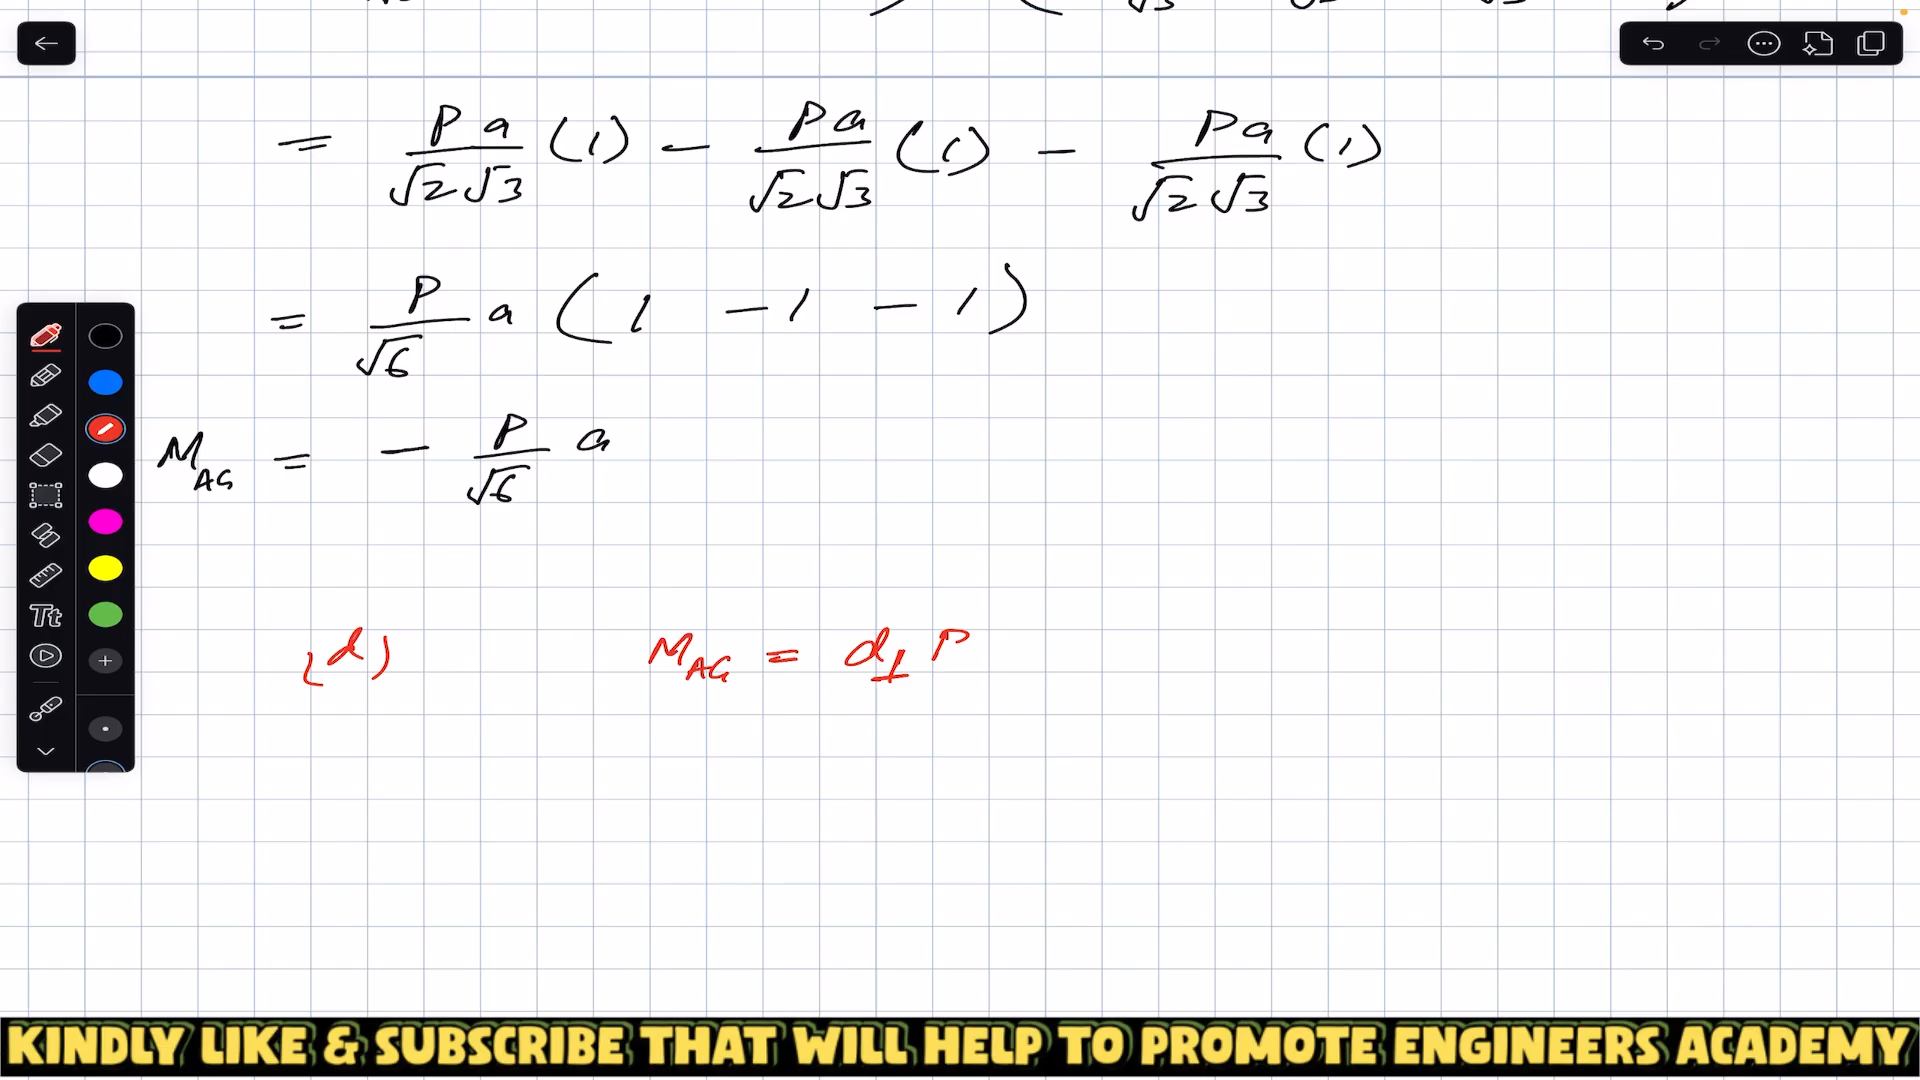 = Pa/√2√3 (1) - Pa/√2√3 (1) - Pa/√2√3 (1)
= P/√6 a (1 - 1 - 1)
M_AG = - P/√6 a
Tt
(d) M_AG = d⊥ P
KINDLY LIKE & SUBSCRIBE THAT WILL HELP TO PROMOTE ENGINEERS ACADEMY